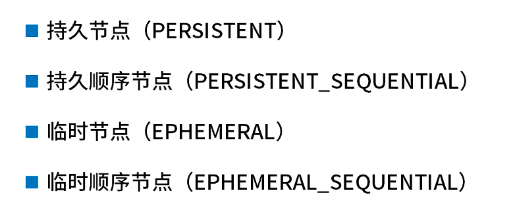 持久节点（PERSISTENT）
持久顺序节点（PERSISTENT_SEQUENTIAL）
临时节点（EPHEMERAL）
临时顺序节点（EPHEMERAL_SEQUENTIAL）